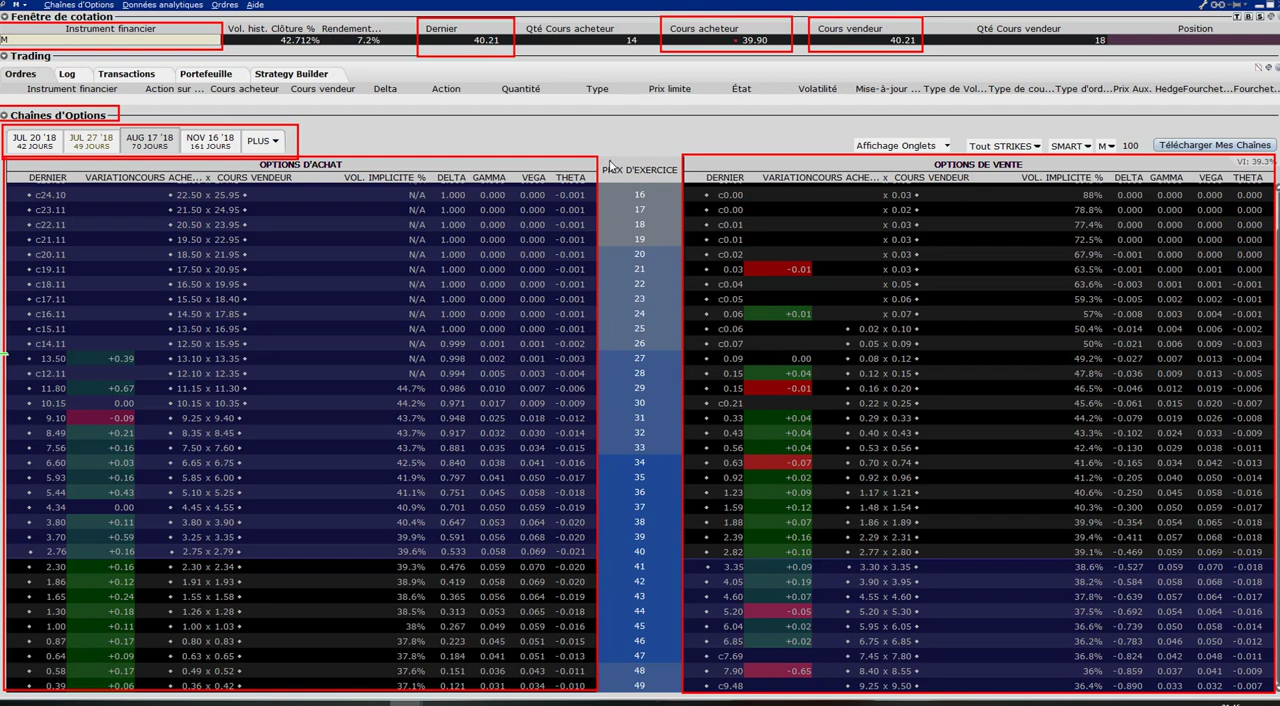 M Chaînes d'Options Données analytiques Ordres Aide
Fenêtre de cotation
Instrument financier Vol. hist. Clôture % Rendement... Dernier Qté Cours acheteur Cours acheteur Cours vendeur Qté Cours vendeur Position
M 42.712% 7.2% 40.21 14 39.90 40.21 18
Trading
Ordres Log Transactions Portefeuille Strategy Builder
Instrument financier Action sur ... Cours acheteur Cours vendeur Delta Action Quantité Type Prix limite État Volatilité Mise-à-jour ... Type de Vol... Type de cou... Type d'ord... Prix Aux. HedgeFourchet... Fourchet...
Chaînes d'Options
JUL 20 '18 JUL 27 '18 AUG 17 '18 NOV 16 '18 PLUS Affichage Onglets Tout STRIKES SMART M 100 Télécharger Mes Chaînes
42 JOURS 49 JOURS 70 JOURS 161 JOURS
OPTIONS D'ACHAT PRIX D'EXERCICE OPTIONS DE VENTE VI: 39.3%
DERNIER VARIATION COURS ACHE... x COURS VENDEUR VOL. IMPLICITE % DELTA GAMMA VEGA THETA DERNIER VARIATION COURS ACHE... x COURS VENDEUR VOL. IMPLICITE % DELTA GAMMA VEGA THETA
c24.10 22.50 x 25.95 N/A 1.000 0.000 0.000 -0.001 16 c0.00 x 0.03 88% 0.000 0.000 0.000 0.000
c23.11 21.50 x 24.95 N/A 1.000 0.000 0.000 -0.001 17 c0.00 x 0.02 78.8% 0.000 0.000 0.000 0.000
c22.11 20.50 x 23.95 N/A 1.000 0.000 0.000 -0.001 18 c0.01 x 0.03 77.4% 0.000 0.000 0.000 0.000
c21.11 19.50 x 22.95 N/A 1.000 0.000 0.000 -0.001 19 c0.01 x 0.03 72.5% 0.000 0.000 0.000 0.000
c20.11 18.50 x 21.95 N/A 1.000 0.000 0.000 -0.001 20 c0.02 x 0.03 67.9% -0.001 0.000 0.000 0.000
c19.11 17.50 x 20.95 N/A 1.000 0.000 0.000 -0.001 21 0.03 -0.01 x 0.03 63.5% -0.001 0.000 0.001 0.000
c18.11 16.50 x 19.95 N/A 1.000 0.000 0.000 -0.001 22 c0.04 x 0.05 63.6% -0.003 0.001 0.001 -0.001
c17.11 15.50 x 18.40 N/A 1.000 0.000 0.000 -0.001 23 c0.05 x 0.06 59.3% -0.005 0.002 0.002 -0.001
c16.11 14.50 x 17.85 N/A 1.000 0.000 0.000 -0.001 24 0.06 +0.01 x 0.07 57% -0.008 0.002 0.003 -0.001
c15.11 13.50 x 16.95 N/A 1.000 0.000 0.000 -0.001 25 c0.06 0.02 x 0.10 50.4% -0.014 0.004 0.006 -0.002
c14.11 12.50 x 15.95 N/A 0.999 0.001 0.001 -0.002 26 c0.07 0.05 x 0.09 50% -0.021 0.006 0.009 -0.003
13.50 +0.39 13.10 x 13.35 N/A 0.998 0.002 0.001 -0.003 27 0.09 0.00 0.08 x 0.12 49.2% -0.027 0.007 0.013 -0.004
c12.11 12.10 x 12.35 N/A 0.994 0.005 0.003 -0.004 28 0.15 +0.04 0.12 x 0.15 47.8% -0.036 0.009 0.013 -0.005
11.80 +0.67 11.15 x 11.30 44.7% 0.986 0.010 0.007 -0.006 29 0.15 -0.01 0.16 x 0.20 46.5% -0.046 0.012 0.019 -0.006
10.15 0.00 10.15 x 10.35 44.2% 0.971 0.017 0.009 -0.009 30 c0.21 0.22 x 0.25 45.6% -0.061 0.015 0.023 -0.007
9.10 -0.09 9.25 x 9.40 43.7% 0.948 0.025 0.018 -0.012 31 0.33 +0.04 0.29 x 0.33 44.2% -0.079 0.019 0.026 -0.008
8.49 +0.21 8.35 x 8.45 43.7% 0.917 0.032 0.025 -0.014 32 0.43 +0.04 0.40 x 0.43 43.3% -0.102 0.024 0.033 -0.009
7.56 +0.16 7.50 x 7.60 43.7% 0.881 0.035 0.034 -0.015 33 0.56 +0.04 0.53 x 0.56 42.4% -0.130 0.029 0.038 -0.011
6.60 +0.03 6.65 x 6.75 42.5% 0.840 0.038 0.041 -0.016 34 0.63 -0.07 0.70 x 0.74 41.6% -0.165 0.034 0.042 -0.013
5.93 +0.16 5.85 x 6.00 41.1% 0.797 0.041 0.050 -0.017 35 0.92 +0.02 0.92 x 0.96 41.2% -0.205 0.040 0.050 -0.014
5.44 +0.43 5.10 x 5.25 41.1% 0.751 0.045 0.058 -0.018 36 1.23 +0.09 1.17 x 1.21 40.6% -0.250 0.045 0.058 -0.016
4.34 0.00 4.45 x 4.55 40.9% 0.701 0.050 0.059 -0.019 37 1.59 +0.12 1.48 x 1.54 40.3% -0.300 0.050 0.059 -0.017
3.80 +0.11 3.80 x 3.90 40.4% 0.647 0.053 0.064 -0.020 38 1.88 +0.07 1.86 x 1.89 39.9% -0.354 0.054 0.065 -0.018
3.70 +0.59 3.25 x 3.35 39.9% 0.591 0.056 0.068 -0.020 39 2.39 +0.16 2.29 x 2.31 39.4% -0.411 0.057 0.068 -0.018
2.76 +0.16 2.75 x 2.79 39.6% 0.533 0.058 0.069 -0.021 40 2.82 +0.10 2.77 x 2.80 39.1% -0.469 0.059 0.069 -0.018
2.30 +0.16 2.30 x 2.34 39.3% 0.476 0.059 0.070 -0.020 41 3.35 +0.09 3.30 x 3.35 38.6% -0.527 0.059 0.070 -0.018
1.86 +0.12 1.91 x 1.93 38.9% 0.419 0.058 0.068 -0.020 42 4.05 +0.19 3.90 x 3.95 38.2% -0.584 0.059 0.068 -0.018
1.65 +0.24 1.55 x 1.58 38.6% 0.365 0.056 0.064 -0.019 43 4.60 +0.07 4.55 x 4.60 37.8% -0.639 0.057 0.064 -0.017
1.30 +0.18 1.26 x 1.28 38.5% 0.313 0.053 0.065 -0.018 44 5.20 -0.05 5.20 x 5.30 37.5% -0.692 0.054 0.064 -0.016
1.00 +0.11 1.00 x 1.03 38% 0.267 0.049 0.059 -0.016 45 6.04 +0.02 5.95 x 6.05 36.6% -0.739 0.051 0.057 -0.014
0.87 +0.17 0.80 x 0.83 37.8% 0.223 0.045 0.051 -0.015 46 6.85 +0.02 6.75 x 6.85 36.2% -0.783 0.046 0.056 -0.012
0.64 +0.09 0.63 x 0.65 37.8% 0.184 0.041 0.051 -0.013 47 c7.69 7.45 x 7.80 36.8% -0.824 0.042 0.048 -0.011
0.58 +0.17 0.49 x 0.52 37.6% 0.151 0.036 0.043 -0.011 48 7.90 -0.65 8.40 x 8.55 36% -0.859 0.037 0.041 -0.009
0.39 +0.06 0.36 x 0.42 37.1% 0.121 0.031 0.034 -0.010 49 c9.48 9.25 x 9.50 36.4% -0.890 0.033 0.032 -0.007